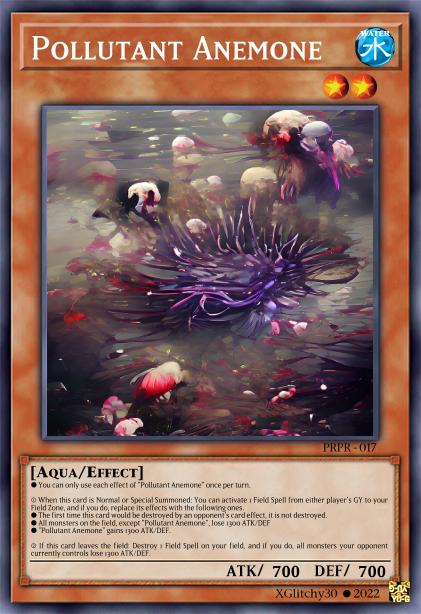 POLLUTANT ANEMONE
WATER
水
PRPR - 017
[AQUA/EFFECT]
● You can only use each effect of "Pollutant Anemone" once per turn.
① When this card is Normal or Special Summoned: You can activate 1 Field Spell from either player's GY to your
Field Zone, and if you do, replace its effects with the following ones.
● The first time this card would be destroyed by an opponent's card effect, it is not destroyed.
● All monsters on the field, except "Pollutant Anemone", lose 1300 ATK/DEF
● "Pollutant Anemone" gains 1300 ATK/DEF.
② If this card leaves the field: Destroy 1 Field Spell on your field, and if you do, all monsters your opponent
currently controls lose 1300 ATK/DEF.
ATK/ 700 DEF/ 700
XGlitchy30 ● 2022